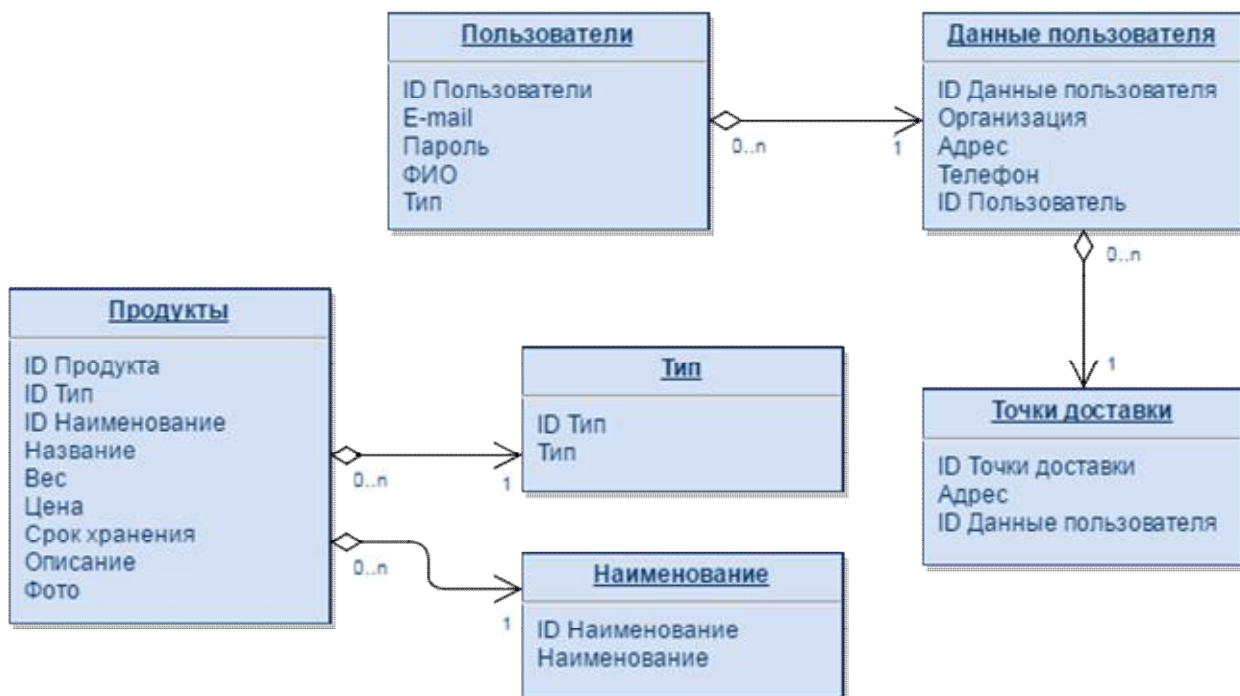 Пользователи
ID Пользователи
E-mail
Пароль
ФИО
Тип
0..n
1
Данные пользователя
ID Данные пользователя
Организация
Адрес
Телефон
ID Пользователь
0..n
1
Продукты
ID Продукта
ID Тип
ID Наименование
Название
Вес
Цена
Срок хранения
Описание
Фото
0..n
1
0..n
1
Тип
ID Тип
Тип
Наименование
ID Наименование
Наименование
Точки доставки
ID Точки доставки
Адрес
ID Данные пользователя